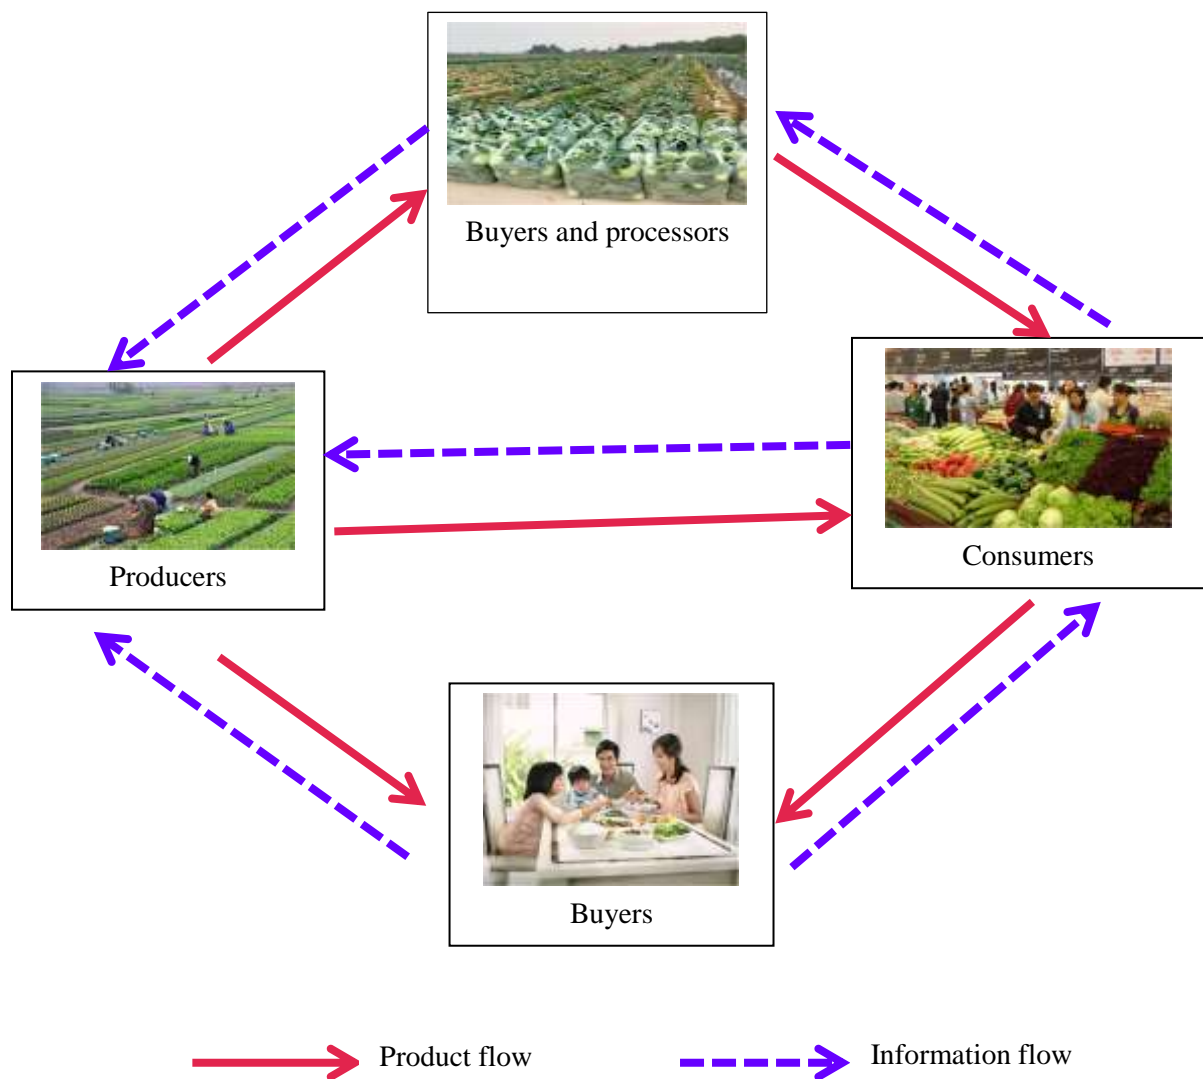 Buyers and processors
Producers
Consumers
Buyers
Product flow
Information flow